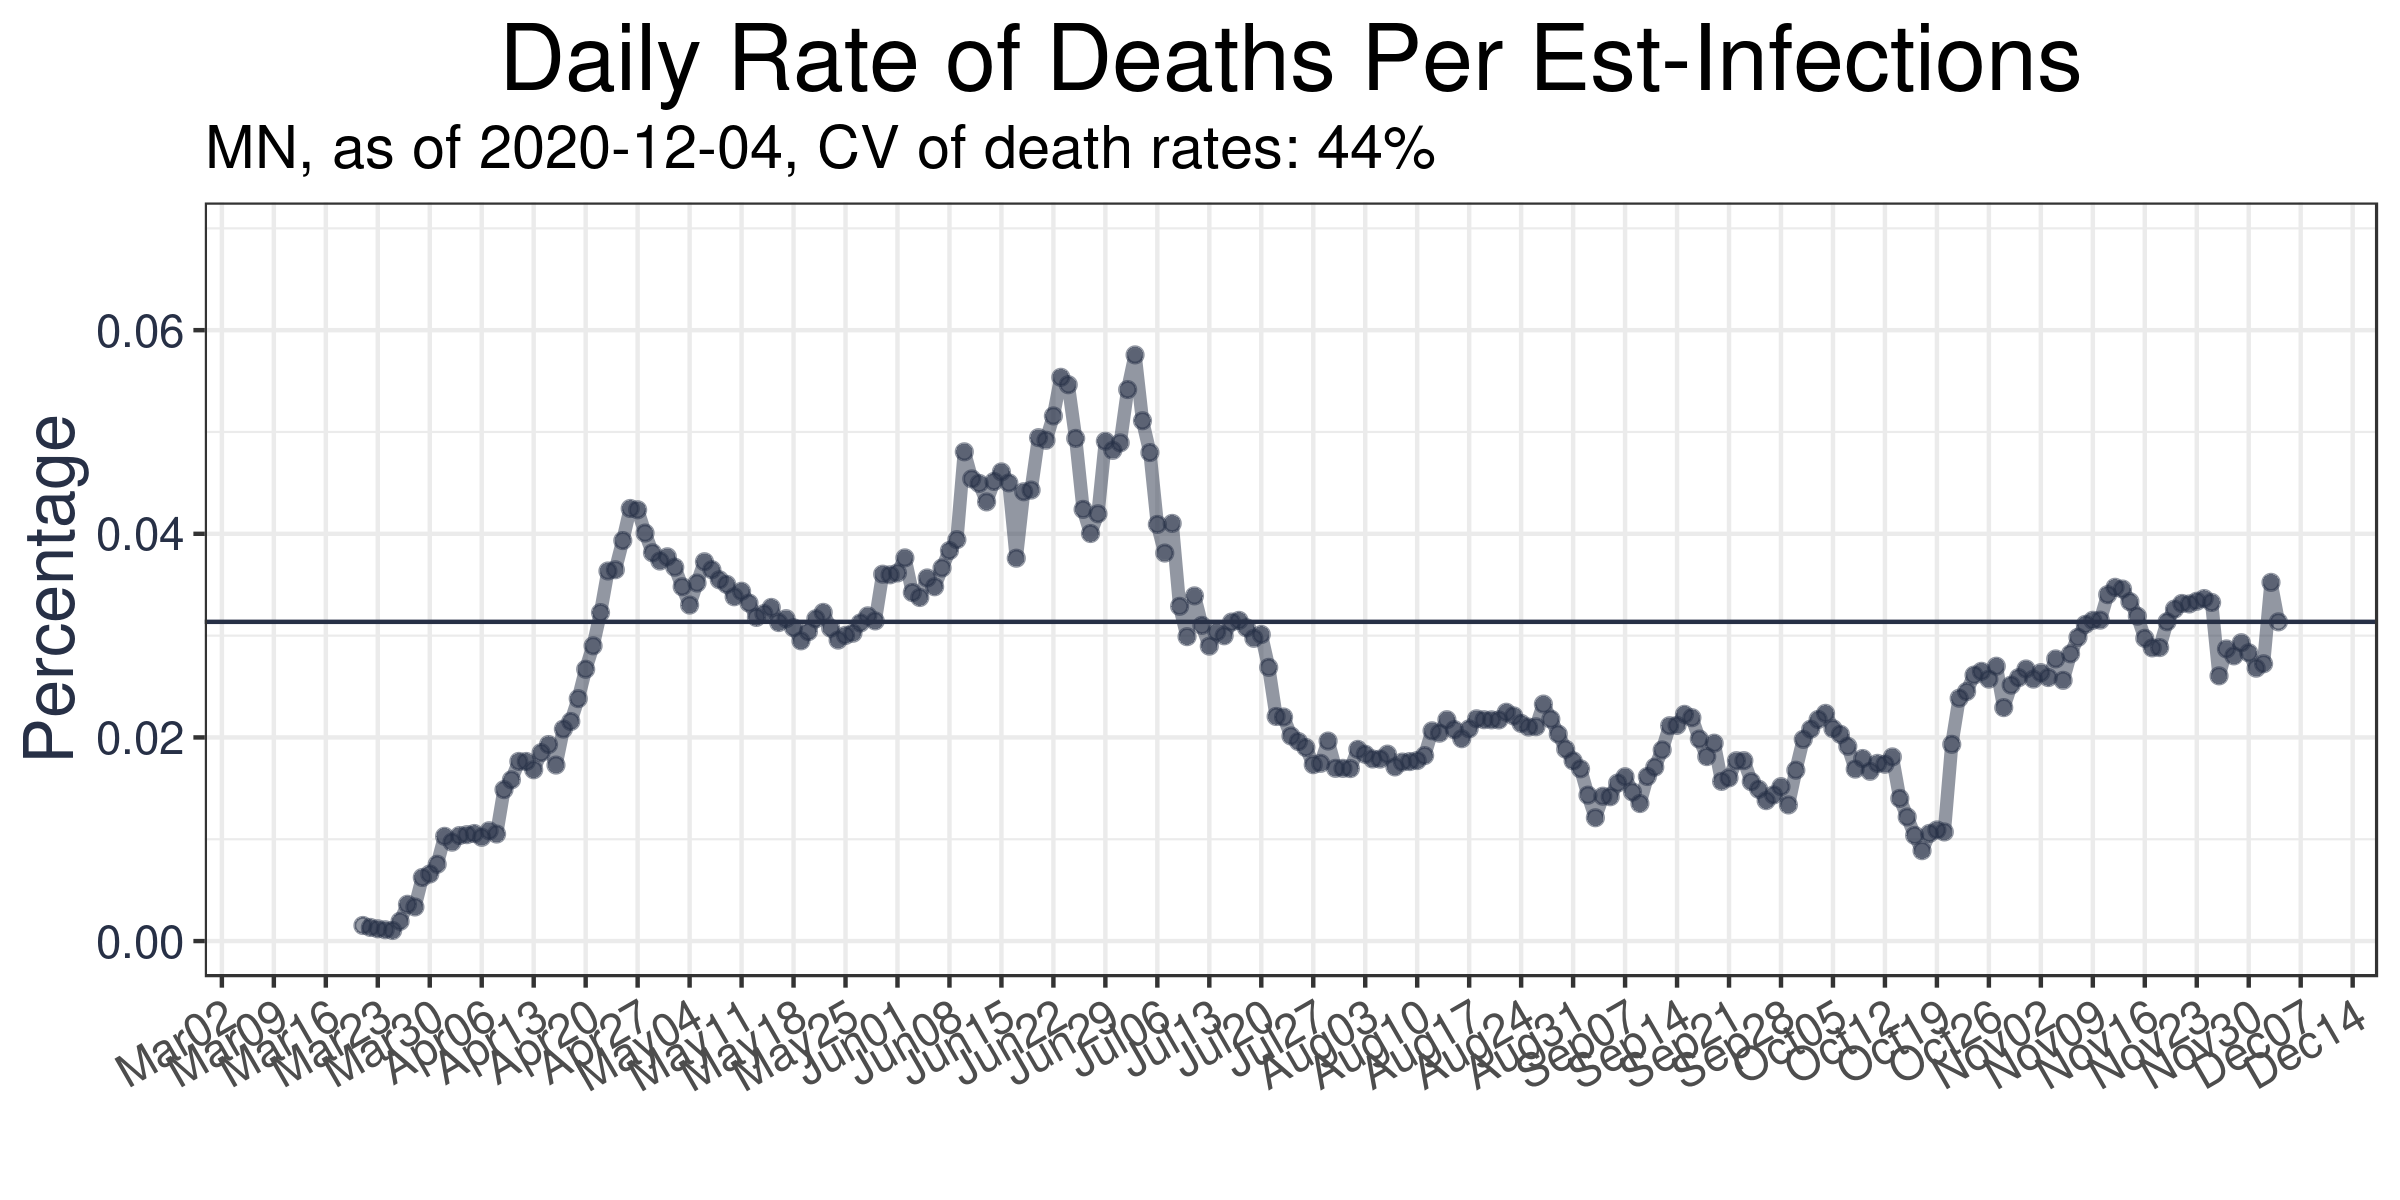 Daily Rate of Deaths Per Est-Infections
MN, as of 2020-12-04, CV of death rates: 44%
Percentage
0.06
0.04
0.02
0.00
Mar02
Mar09
Mar16
Mar23
Mar30
Apr06
Apr13
Apr20
Apr27
May04
May11
May18
May25
Jun01
Jun08
Jun15
Jun22
Jun29
Jul06
Jul13
Jul20
Jul27
Aug03
Aug10
Aug17
Aug24
Aug31
Sep07
Sep14
Sep21
Sep28
Oct05
Oct12
Oct19
Oct26
Nov02
Nov09
Nov16
Nov23
Nov30
Dec07
Dec14